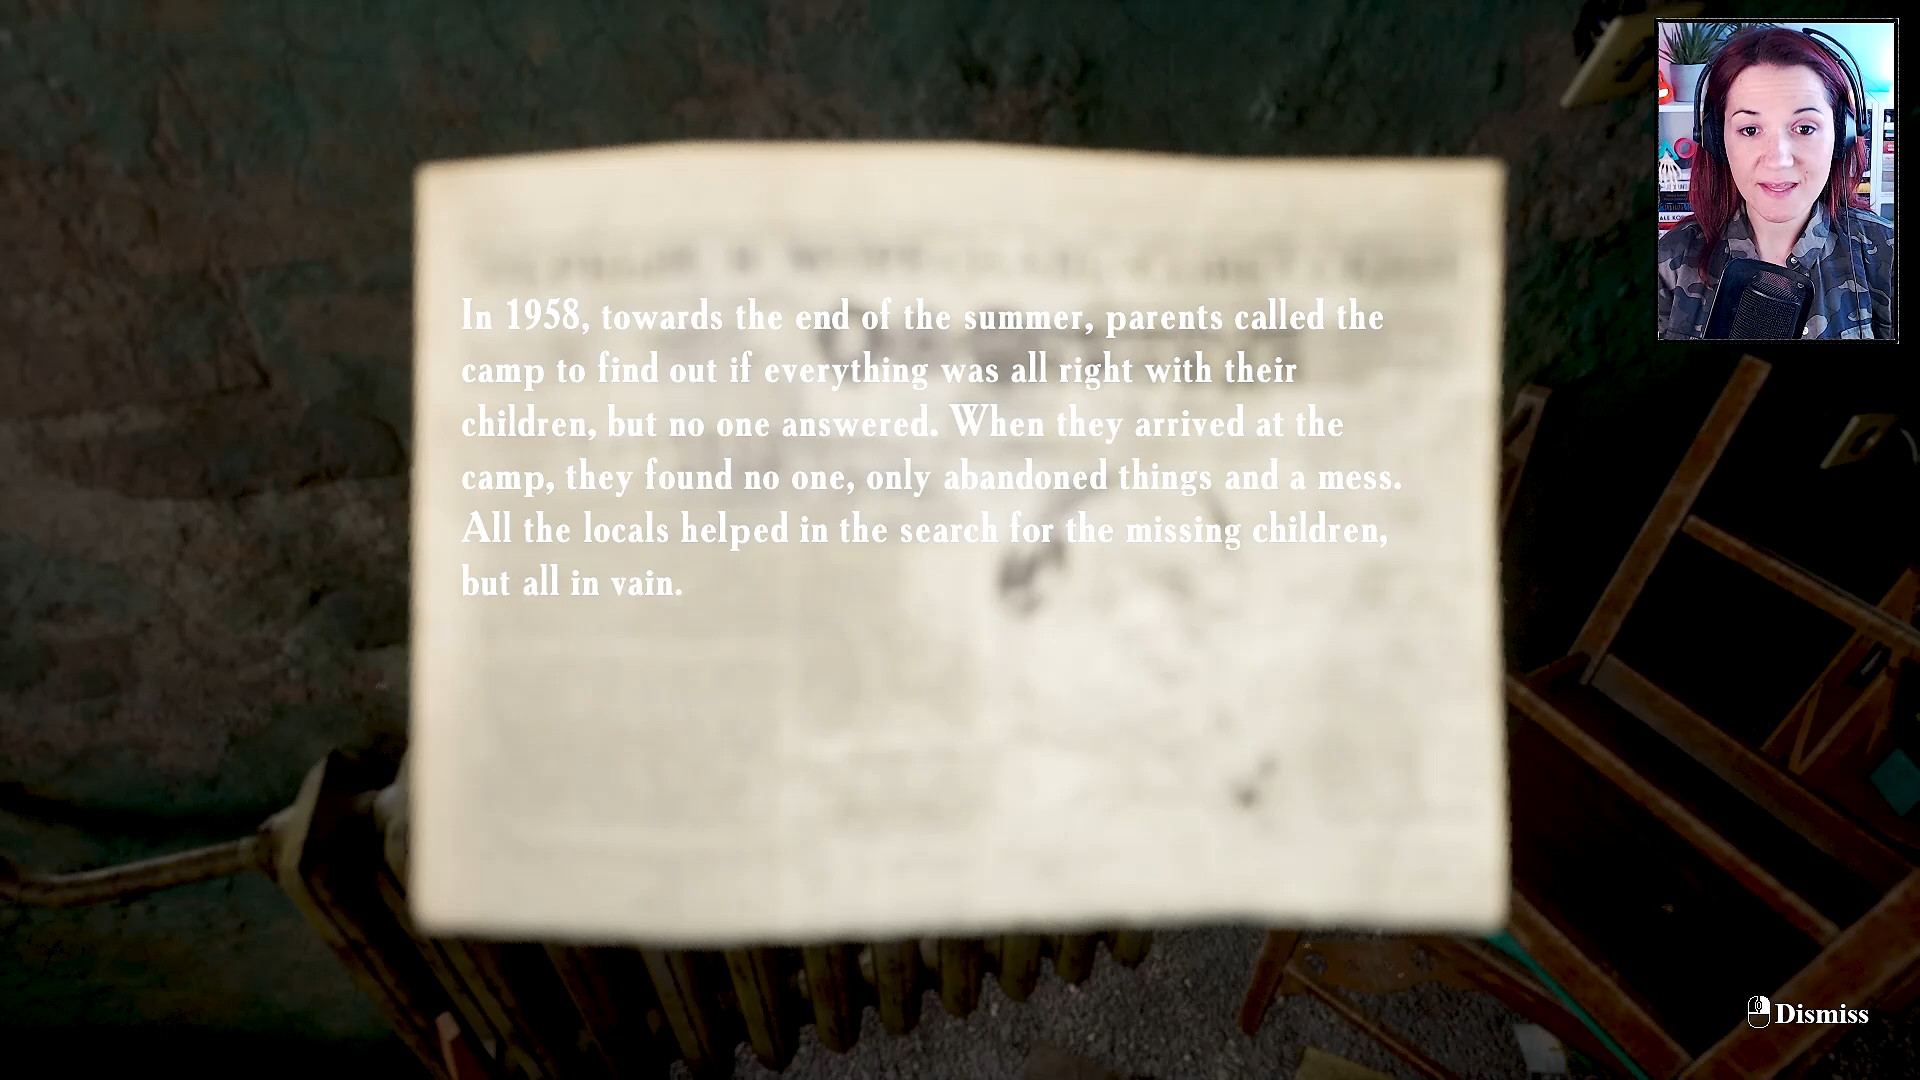 In 1958, towards the end of the summer, parents called the
camp to find out if everything was all right with their
children, but no one answered. When they arrived at the
camp, they found no one, only abandoned things and a mess.
All the locals helped in the search for the missing children,
but all in vain.
Dismiss